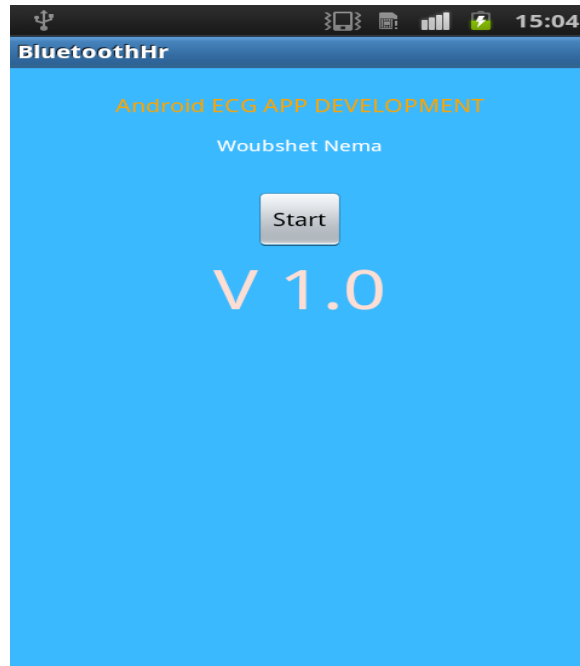 15:04
BluetoothHr
Android ECG APP DEVELOPMENT
Woubshet Nema
Start
V 1.0